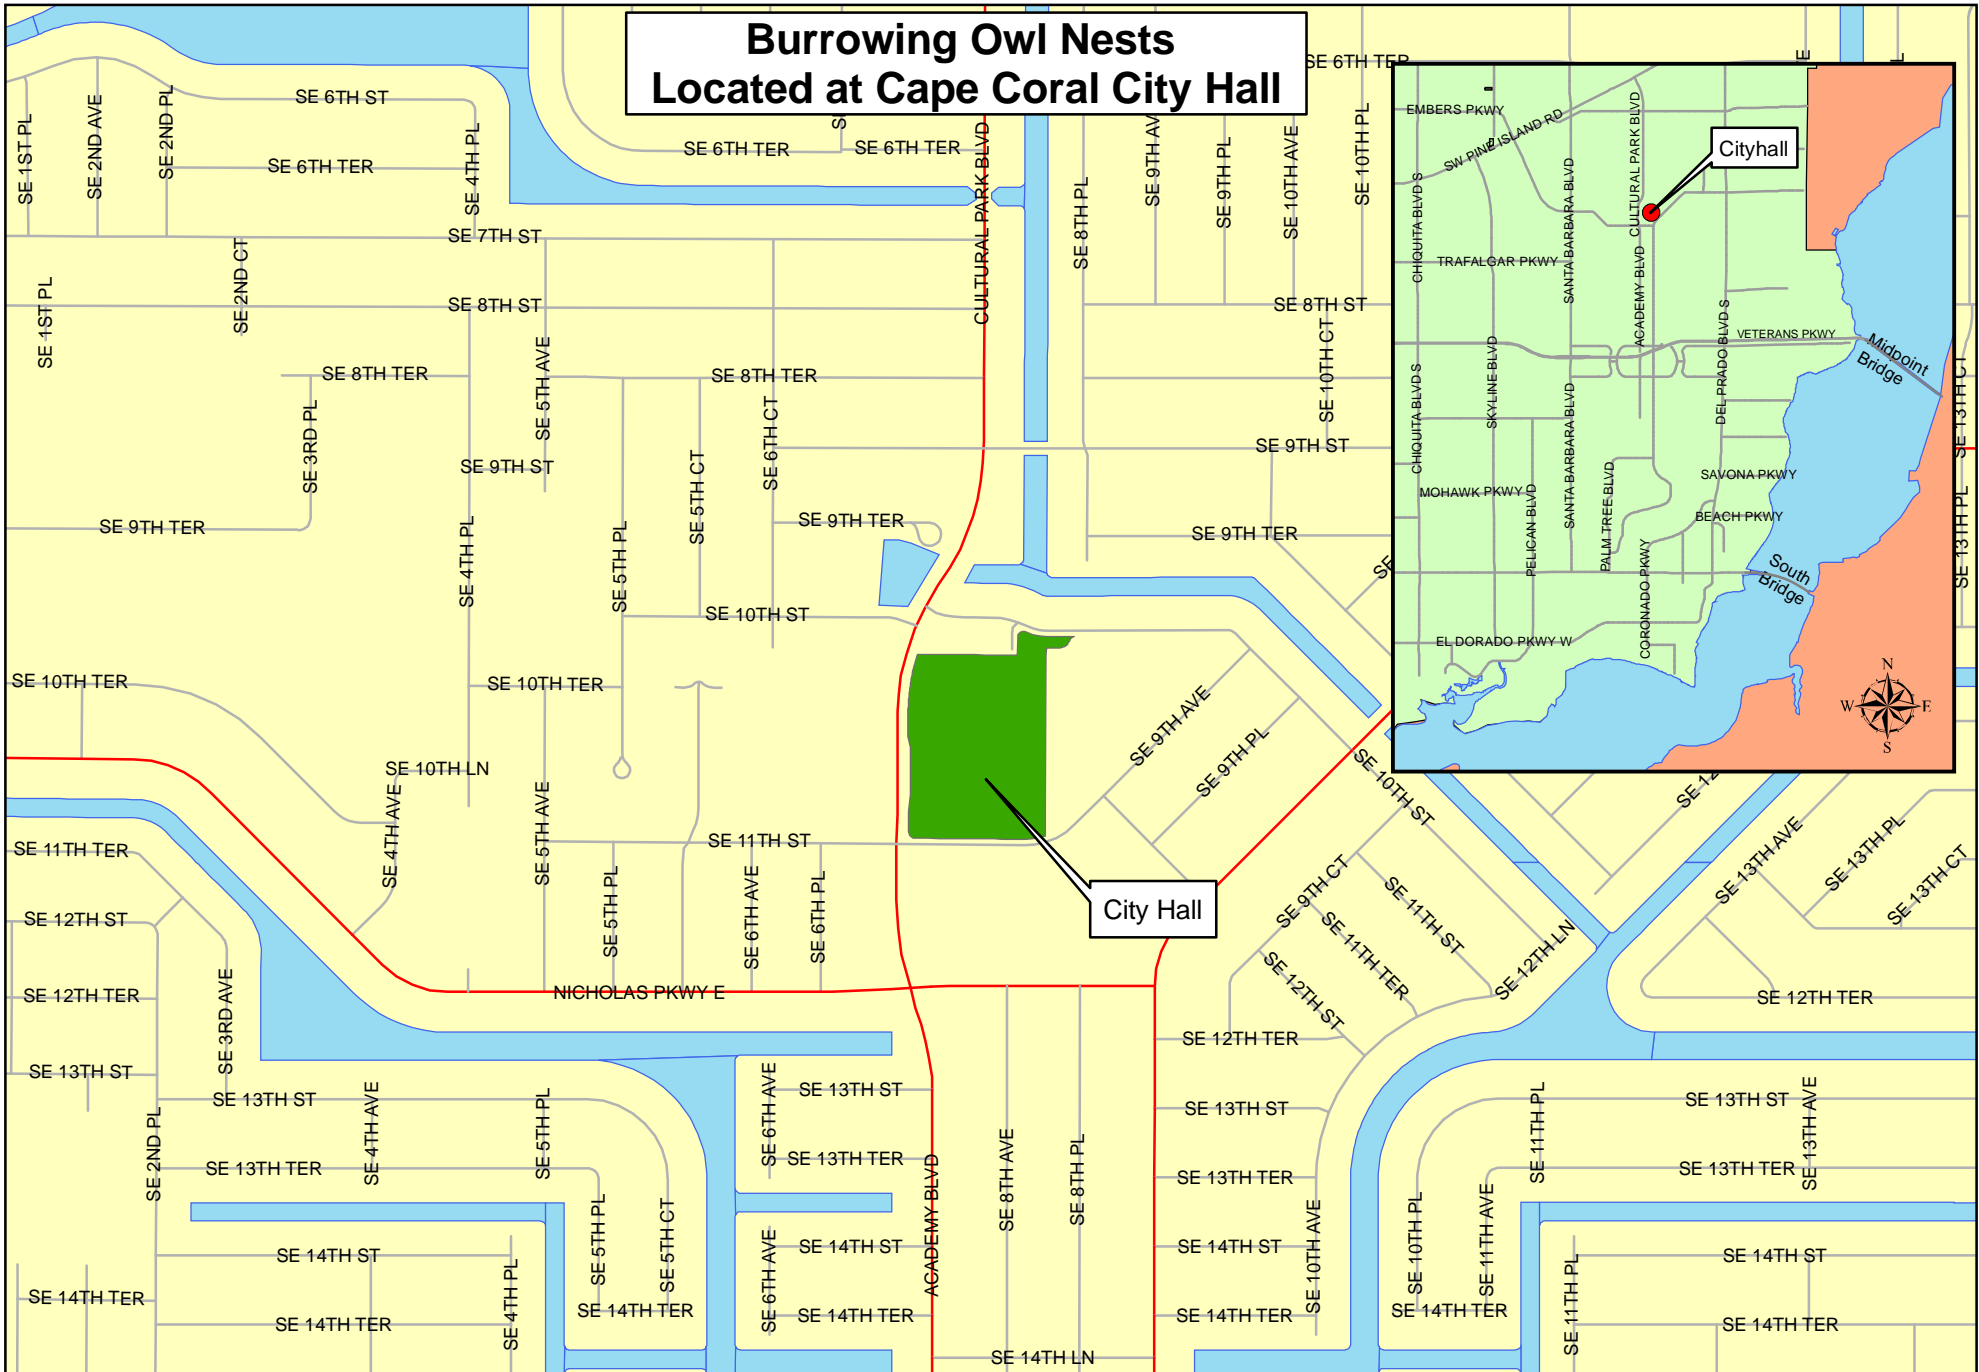 Burrowing Owl Nests
Located at Cape Coral City Hall
SE 6TH TER
SE 6TH ST
SE 1ST PL
SE 2ND AVE
SE 2ND PL
SE 4TH PL
SE 6TH TER
SE 6TH TER
SE 6TH TER
CULTURAL PARK BLVD
SE 8TH PL
SE 9TH AV
SE 9TH PL
SE 10TH AVE
SE 10TH PL
SE 7TH ST
SE 2ND CT
SE 1ST PL
SE 8TH ST
SE 8TH ST
SE 10TH CT
SE 8TH TER
SE 3RD PL
SE 5TH AVE
SE 8TH TER
SE 6TH CT
SE 5TH CT
SE 9TH ST
SE 9TH ST
SE 9TH TER
SE 4TH PL
SE 5TH PL
SE 9TH TER
SE 9TH TER
SE
SE 10TH ST
SE 10TH TER
SE 10TH TER
SE 9TH AVE
SE 9TH PL
SE 10TH ST
SE 10TH LN
SE 4TH AVE
SE 5TH AVE
SE 11TH ST
SE 11TH TER
SE 5TH PL
SE 6TH AVE
SE 6TH PL
City Hall
SE 9TH CT
SE 11TH ST
SE 11TH TER
SE 12TH ST
SE 12TH LN
SE 13TH AVE
SE 13TH PL
SE 13TH CT
SE 12TH ST
SE 12TH TER
SE 3RD AVE
NICHOLAS PKWY E
SE 12TH TER
SE 12TH TER
SE 13TH ST
SE 13TH ST
SE 2ND PL
SE 4TH AVE
SE 5TH PL
SE 13TH TER
SE 6TH AVE
SE 13TH ST
SE 13TH TER
ACADEMY BLVD
SE 8TH AVE
SE 8TH PL
SE 13TH ST
SE 13TH TER
SE 11TH PL
SE 13TH ST
SE 13TH AVE
SE 13TH TER
SE 14TH ST
SE 14TH TER
SE 14TH TER
SE 4TH PL
SE 5TH PL
SE 5TH CT
SE 14TH TER
SE 6TH AVE
SE 14TH ST
SE 14TH TER
SE 14TH LN
SE 14TH ST
SE 14TH TER
SE 10TH AVE
SE 10TH PL
SE 11TH AVE
SE 14TH TER
SE 11TH PL
SE 14TH ST
SE 14TH TER
SE 13TH CT
SE 13TH PL
EMBERS PKWY
SW PINE ISLAND RD
CULTURAL PARK BLVD
Cityhall
CHIQUITA BLVD S
SANTA BARBARA BLVD
TRAFALGAR PKWY
ACADEMY BLVD
DEL PRADO BLVD S
VETERANS PKWY
Midpoint
Bridge
CHIQUITA BLVD S
SKYLINE BLVD
SANTA BARBARA BLVD
MOHAWK PKWY
PELICAN BLVD
PALM TREE BLVD
SAVONA PKWY
BEACH PKWY
CORONADO PKWY
South
Bridge
EL DORADO PKWY W
N
W
E
S